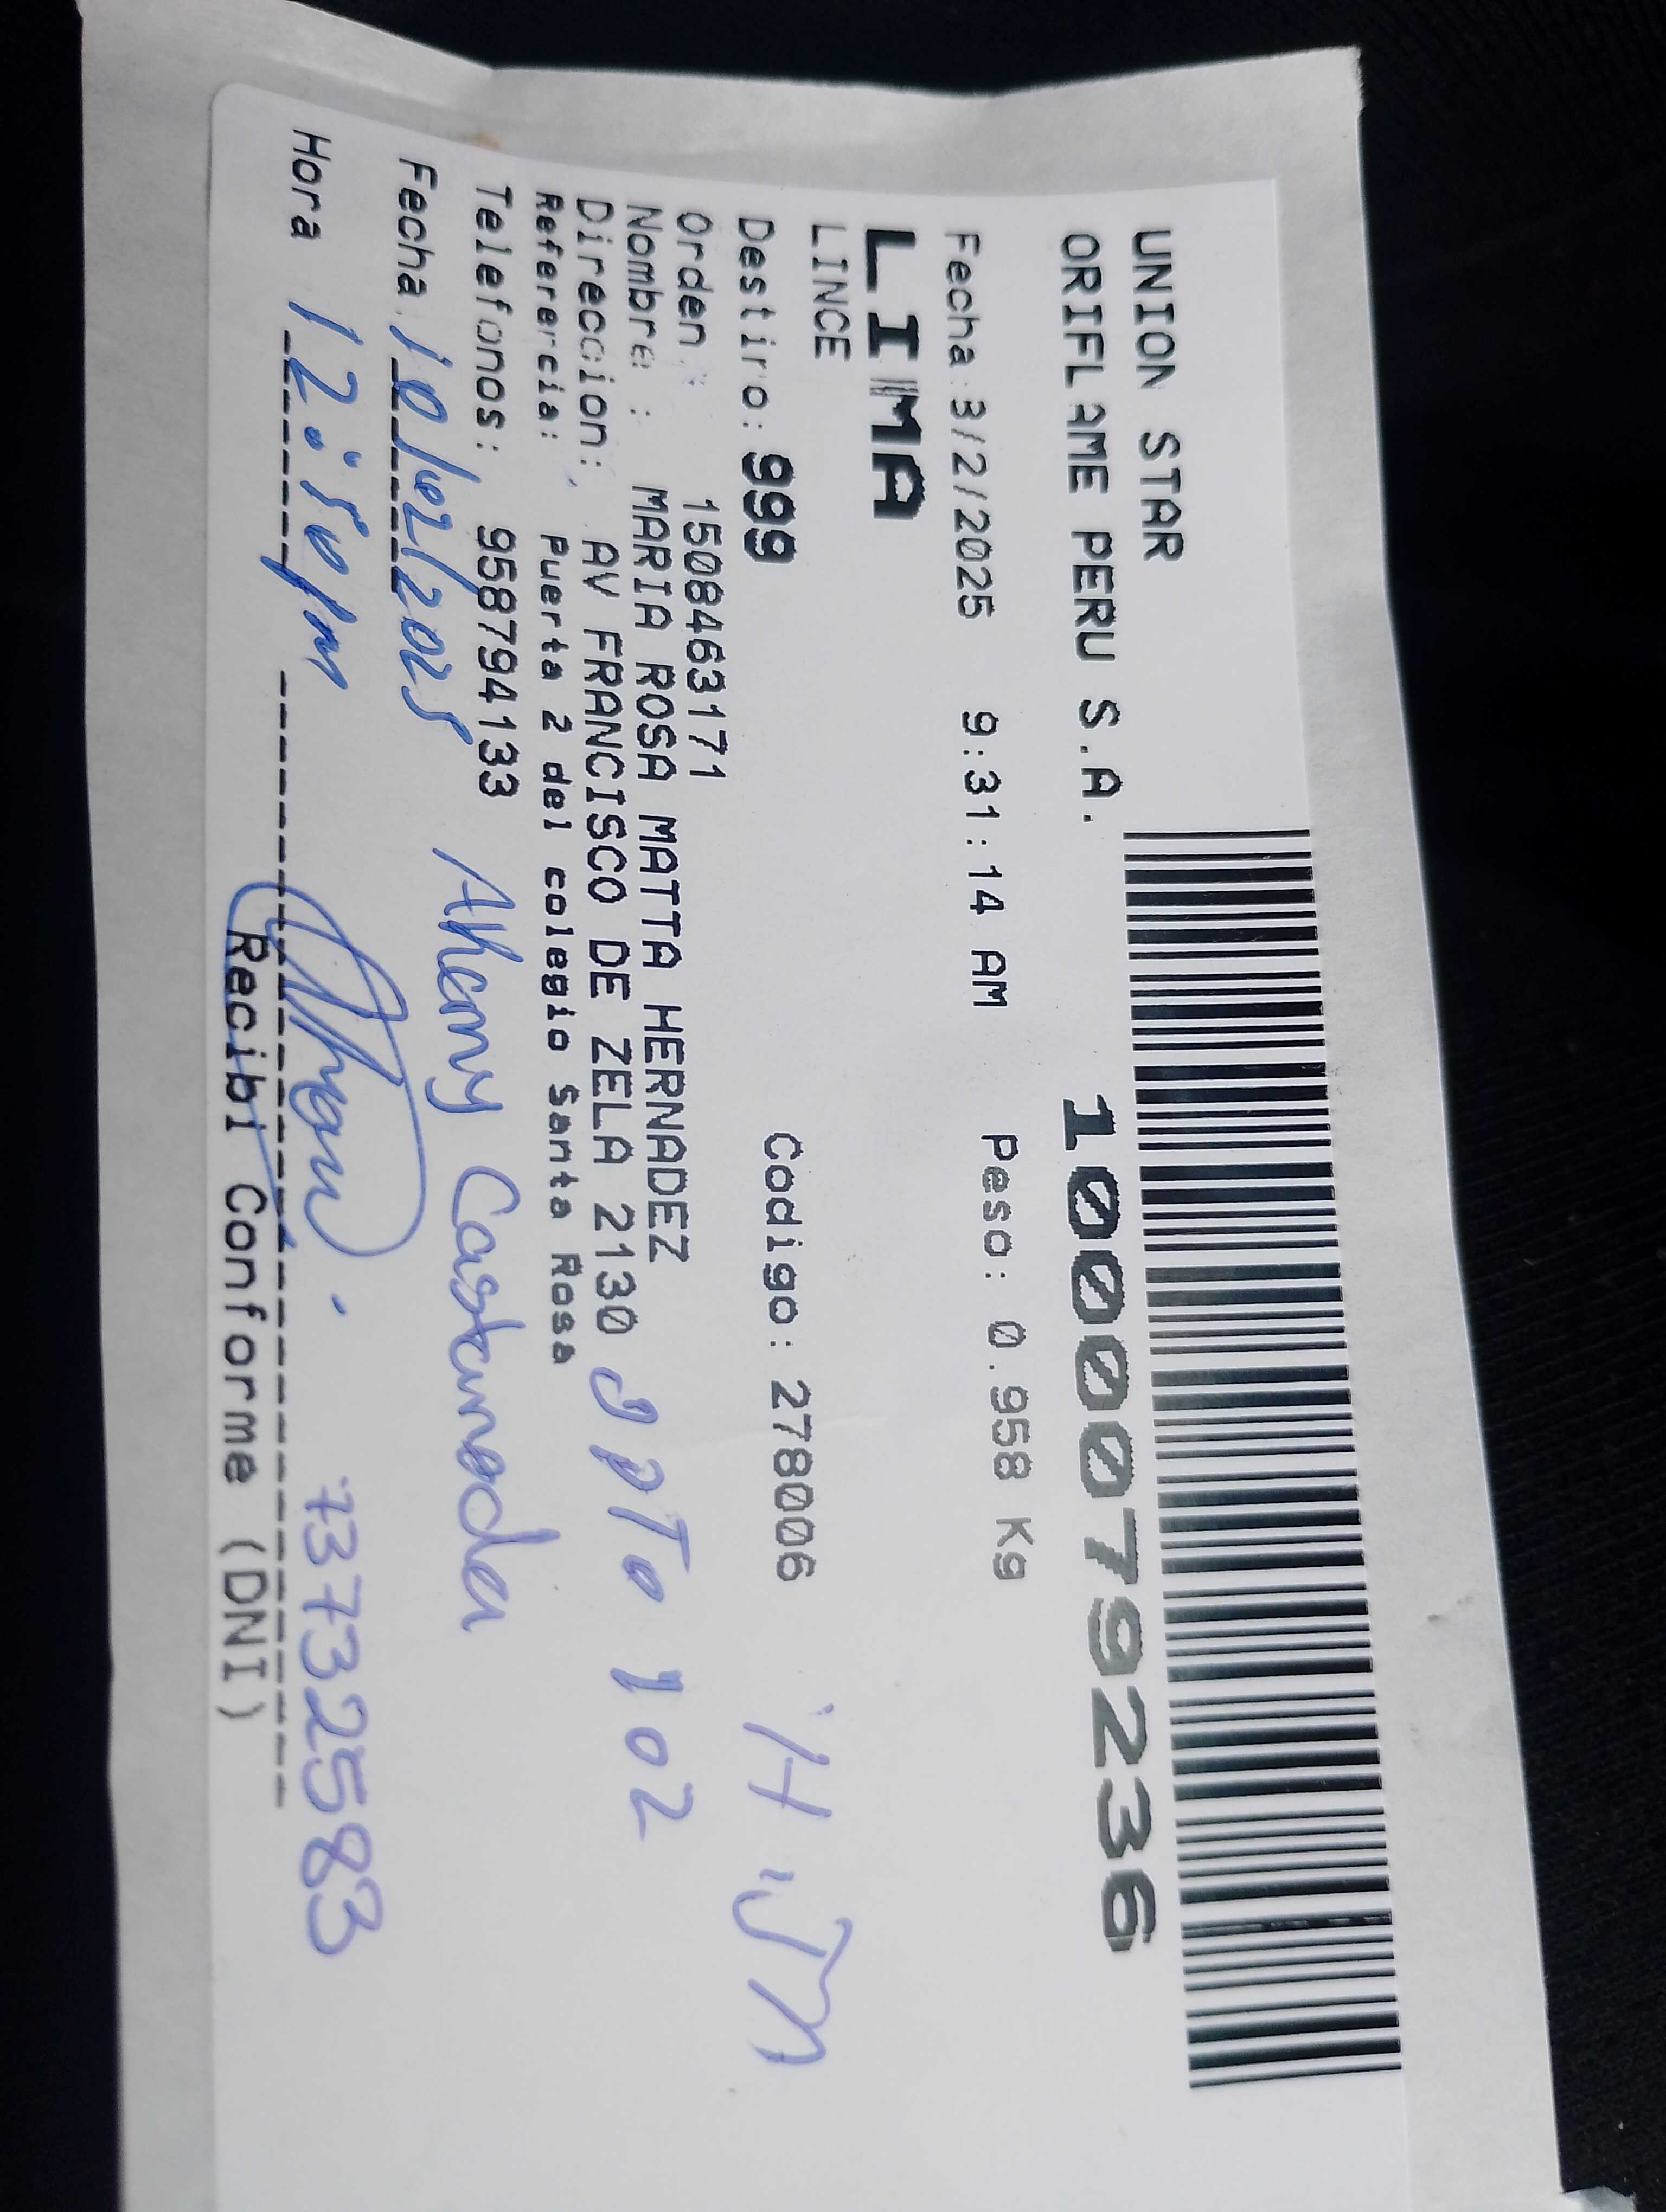 UNION STAR
ORIFLAME PERU S.A. 1000079236
Fecha: 3/2/2025 9:31:14 AM Peso: 0.958 Kg
LIMA
LINCE
Destino: 999 Codigo: 278006
Orden : 1508463171
Nombre : MARIA ROSA MATTA HERNADEZ
Direccion: AV FRANCISCO DE ZELA 2130 dpTo 102
Referencia: Puerta 2 del colegio Santa Rosa
Telefonos: 958794133
Akemy Castaneda
Fecha 10/02/2025
Hora 12:50pm 73732583
Recibi Conforme (DNI)